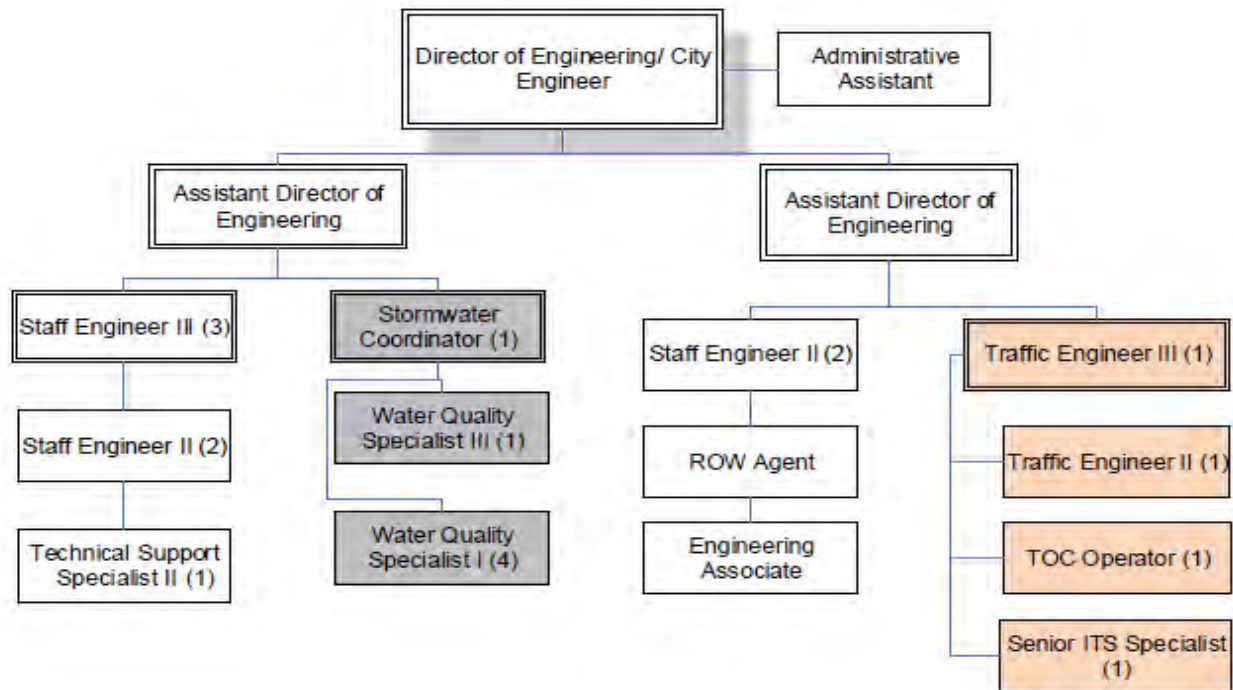 Director of Engineering/ City
Engineer
Administrative
Assistant
Assistant Director of
Engineering
Assistant Director of
Engineering
Staff Engineer III (3)
Stormwater
Coordinator (1)
Staff Engineer II (2)
Traffic Engineer III (1)
Water Quality
Specialist III (1)
Staff Engineer II (2)
ROW Agent
Traffic Engineer II (1)
Technical Support
Specialist II (1)
Water Quality
Specialist I (4)
Engineering
Associate
TOC Operator (1)
Senior ITS Specialist
(1)